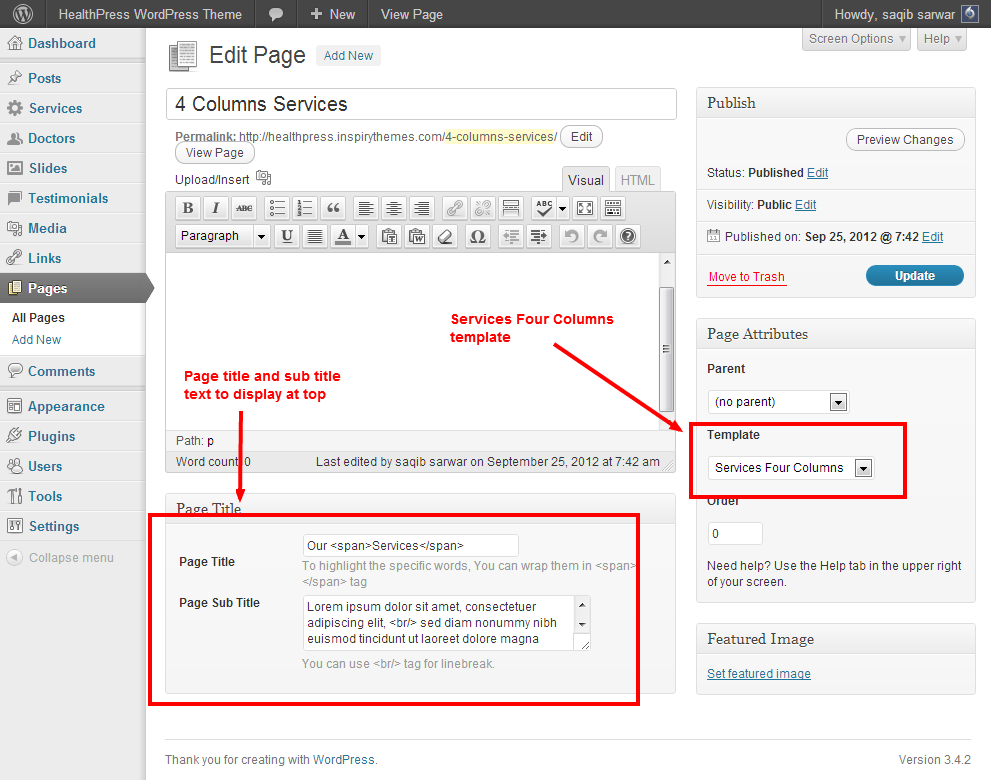 HealthPress WordPress Theme
+ New
View Page
Howdy, saqib sarwar
Screen Options
Help
Dashboard
Posts
Services
Doctors
Slides
Testimonials
Media
Links
Pages
All Pages
Add New
Comments
Appearance
Plugins
Users
Tools
Settings
Collapse menu
Edit Page
Add New
4 Columns Services
Permalink: http://healthpress.inspirythemes.com/4-columns-services/ Edit
View Page
Upload/Insert
Visual
HTML
B I ABC
ABC
Paragraph
U
A
Services Four Columns
template
Page title and sub title
text to display at top
Path: p
Word count: 0
Last edited by saqib sarwar on September 25, 2012 at 7:42 am
Page Title
Page Title
Our <span>Services</span>
To highlight the specific words, You can wrap them in <span>
</span> tag
Page Sub Title
Lorem ipsum dolor sit amet, consectetuer
adipiscing elit, <br/> sed diam nonummy nibh
euismod tincidunt ut laoreet dolore magna
You can use <br/> tag for linebreak.
Publish
Preview Changes
Status: Published Edit
Visibility: Public Edit
Published on: Sep 25, 2012 @ 7:42 Edit
Move to Trash
Update
Page Attributes
Parent
(no parent)
Template
Services Four Columns
Order
0
Need help? Use the Help tab in the upper right
of your screen.
Featured Image
Set featured image
Thank you for creating with WordPress.
Version 3.4.2